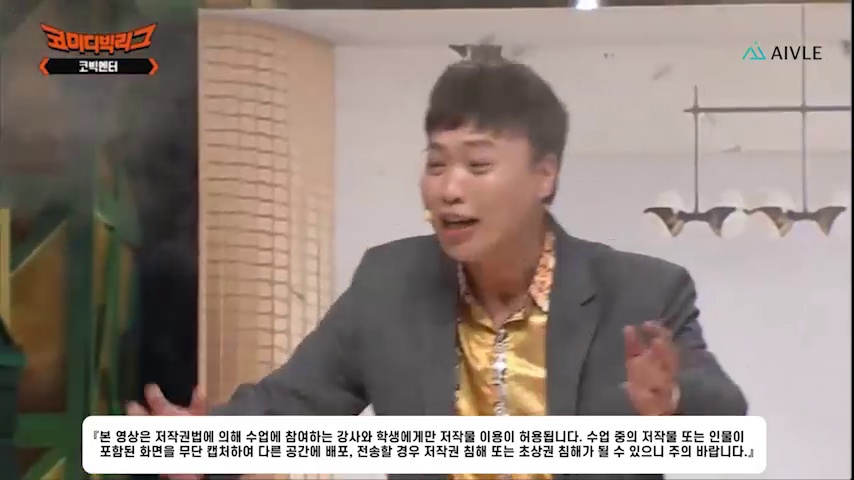 코미디빅리그
코빅엔터
AIVLE
『본 영상은 저작권법에 의해 수업에 참여하는 강사와 학생에게만 저작물 이용이 허용됩니다. 수업 중의 저작물 또는 인물이
포함된 화면을 무단 캡처하여 다른 공간에 배포, 전송할 경우 저작권 침해 또는 초상권 침해가 될 수 있으니 주의 바랍니다.』